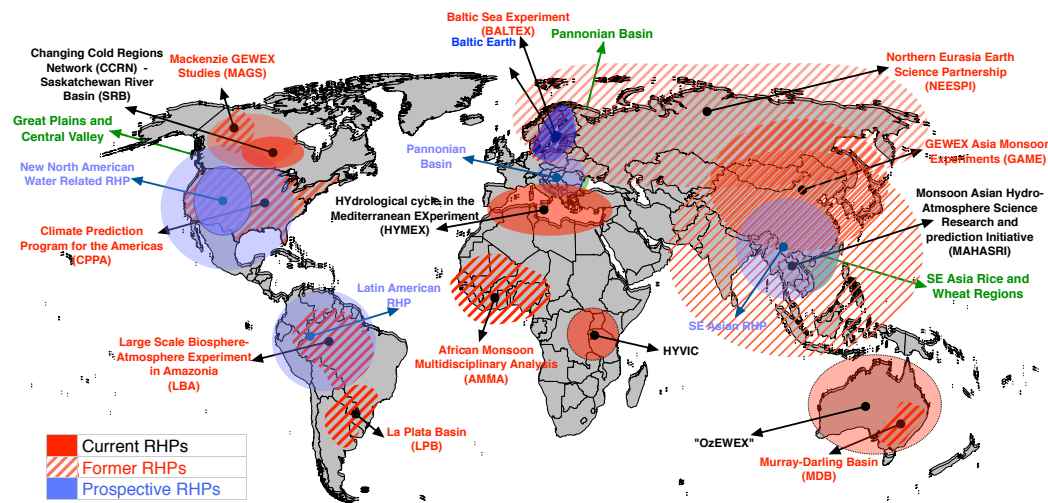 Baltic Sea Experiment
(BALTEX)
Baltic Earth
Pannonian Basin
Changing Cold Regions
Network (CCRN) -
Saskatchewan River
Basin (SRB)
Mackenzie GEWEX
Studies (MAGS)
Northern Eurasia Earth
Science Partnership
(NEESPI)
Great Plains and
Central Valley
Pannonian
Basin
GEWEX Asia Monsoon
Experiments (GAME)
New North American
Water Related RHP
HYdrological cycle in the
Mediterranean EXperiment
(HYMEX)
Monsoon Asian Hydro-
Atmosphere Science
Research and
prediction Initiative
(MAHASRI)
Climate Prediction
Program for the Americas
(CPPA)
Latin American
RHP
SE Asia Rice and
Wheat Regions
SE Asian RHP
Large Scale Biosphere-
Atmosphere Experiment
in Amazonia
(LBA)
African Monsoon
Multidisciplinary Analysis
(AMMA)
HYVIC
La Plata Basin
(LPB)
"OzEWEX"
Murray-Darling Basin
(MDB)
Current RHPs
Former RHPs
Prospective RHPs